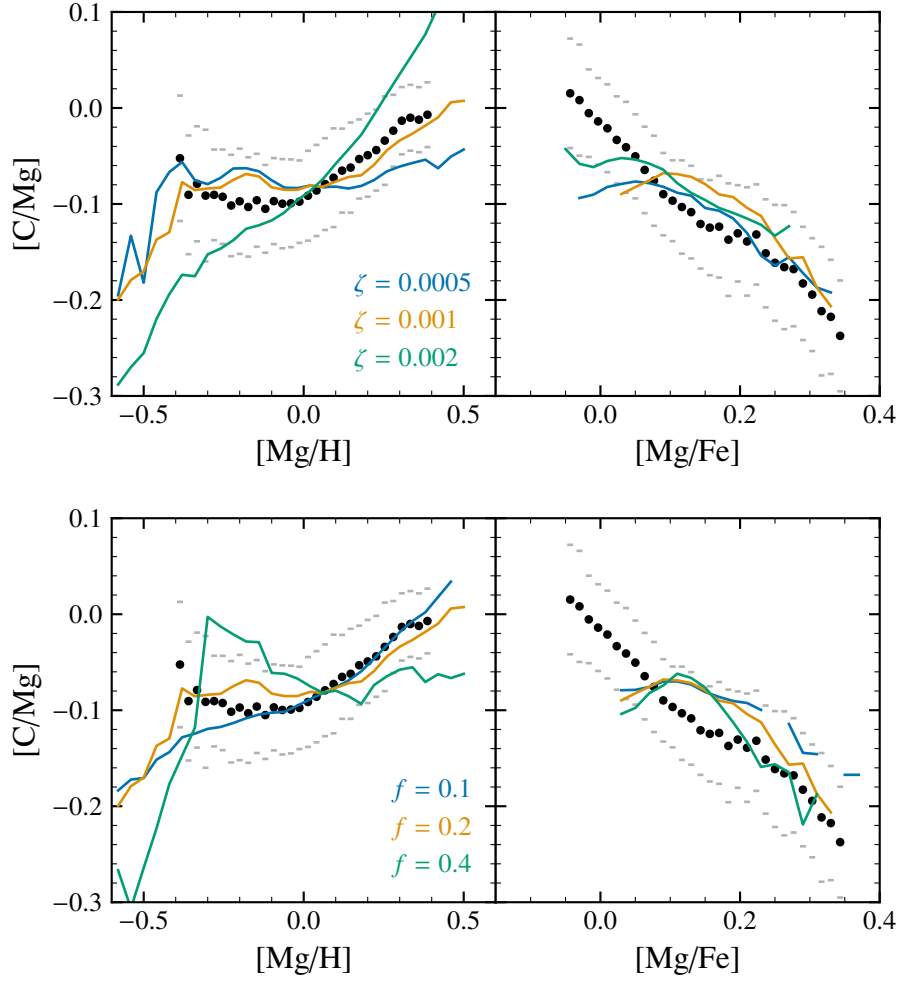 0.1
0.0
−0.1
−0.2
−0.3
[C/Mg]
ζ = 0.0005
ζ = 0.001
ζ = 0.002
−0.5 0.0 0.5
[Mg/H]
0.0 0.2 0.4
[Mg/Fe]
0.1
0.0
−0.1
−0.2
−0.3
[C/Mg]
f = 0.1
f = 0.2
f = 0.4
−0.5 0.0 0.5
[Mg/H]
0.0 0.2 0.4
[Mg/Fe]